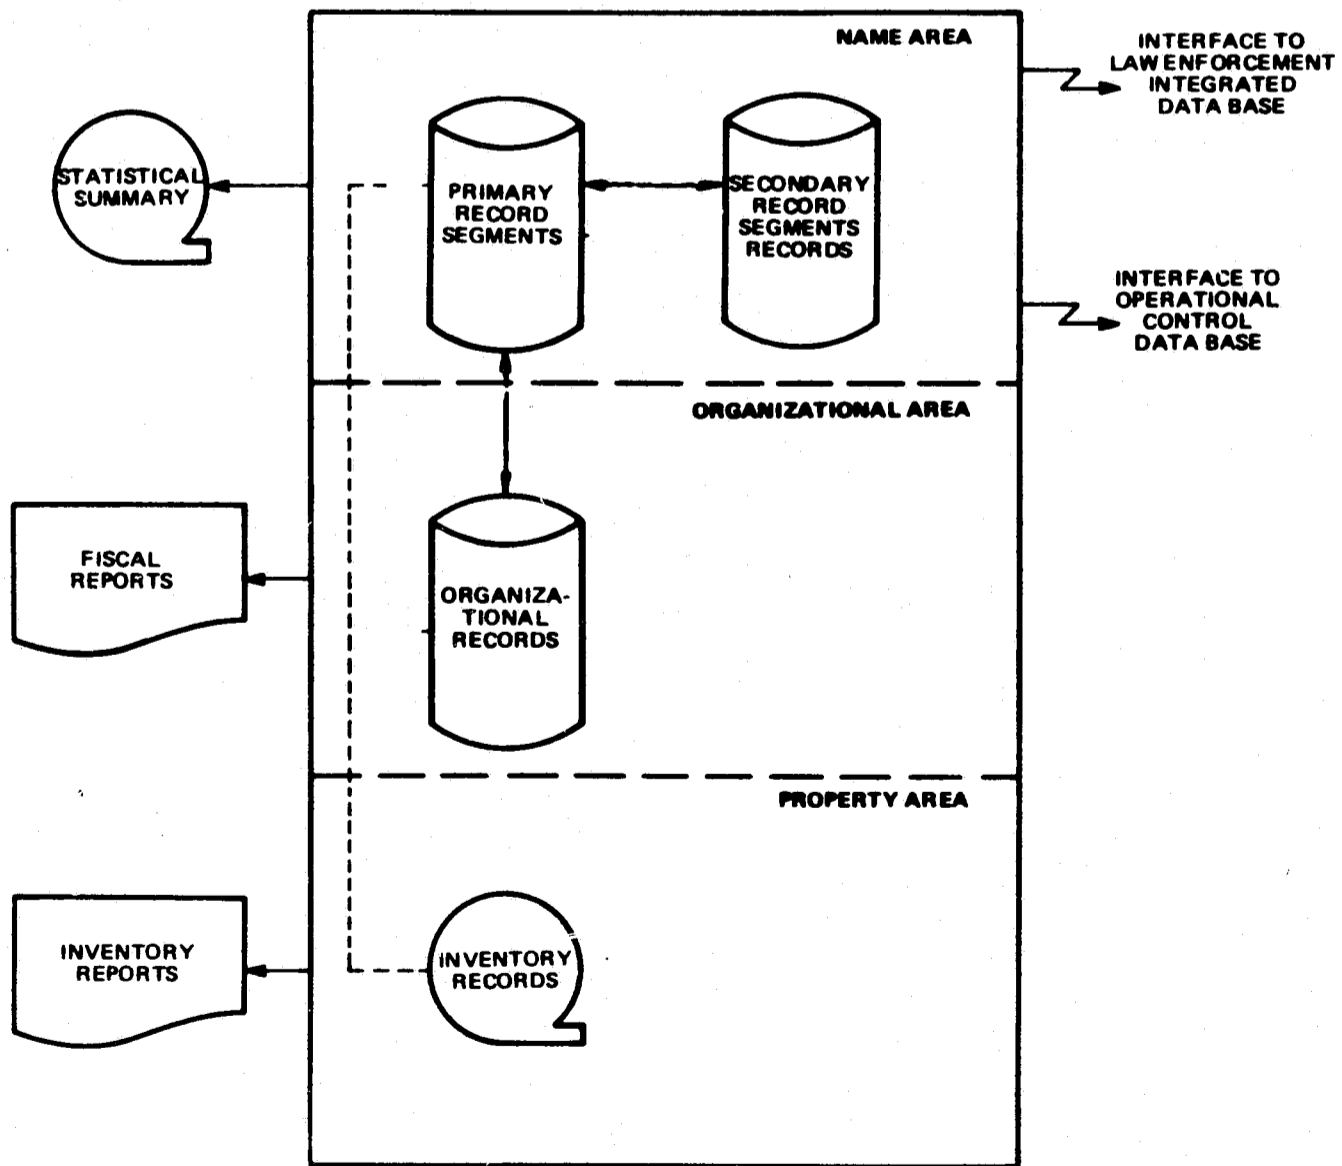 NAME AREA
INTERFACE TO
LAW ENFORCEMENT
INTEGRATED
DATA BASE
STATISTICAL
SUMMARY
PRIMARY
RECORD
SEGMENTS
SECONDARY
RECORD
SEGMENTS
RECORDS
INTERFACE TO
OPERATIONAL
CONTROL
DATA BASE
ORGANIZATIONAL AREA
FISCAL
REPORTS
ORGANIZA-
TIONAL
RECORDS
PROPERTY AREA
INVENTORY
REPORTS
INVENTORY
RECORDS